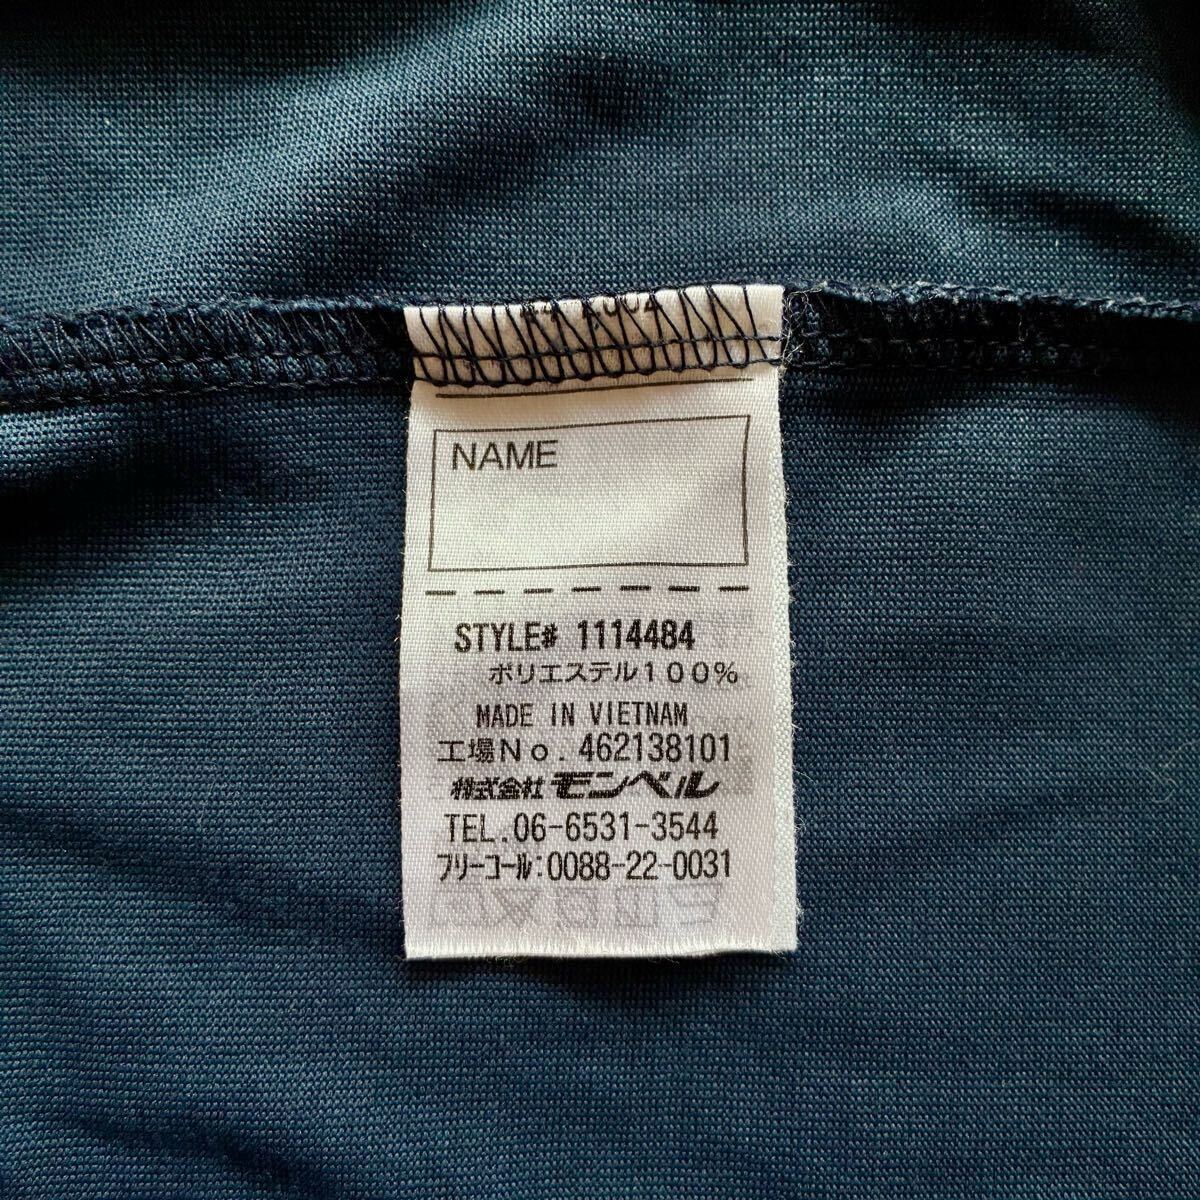 NAME
STYLE# 1114484
ポリエステル100%
MADE IN VIETNAM
工場No. 462138101
株式会社モンベル
TEL.06-6531-3544
フリーコール:0088-22-0031